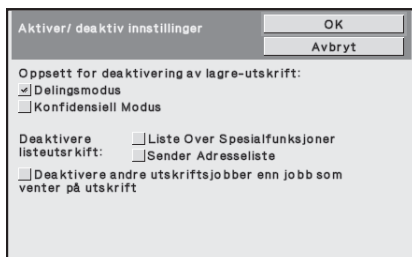 Aktiver/ deaktiv innstillinger
OK
Avbryt
Oppsett for deaktivering av lagre-utskrift:
Delingsmodus
Konfidensiell Modus
Deaktivere
listeutsrkift:
Liste Over Spesialfunksjoner
Sender Adresseliste
Deaktivere andre utskriftsjobber enn jobb som
venter på utskrift